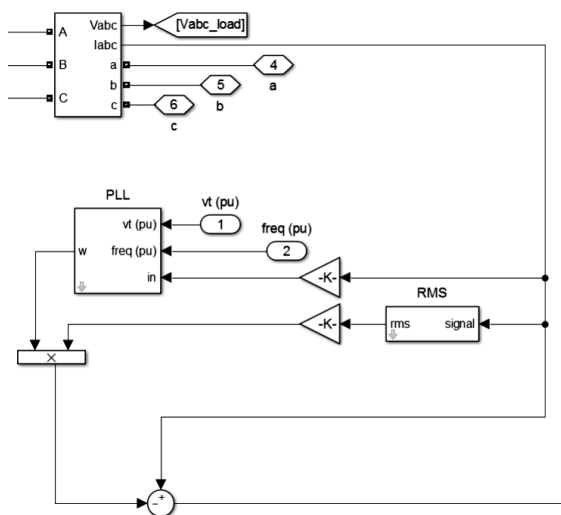 Vabc
[Vabc_load]
A
Iabc
a
4
a
B
b
5
b
C
c
6
c
PLL
vt (pu)
vt (pu)
1
freq (pu)
w
freq (pu)
2
in
-K-
RMS
-K-
rms
signal
×
- +